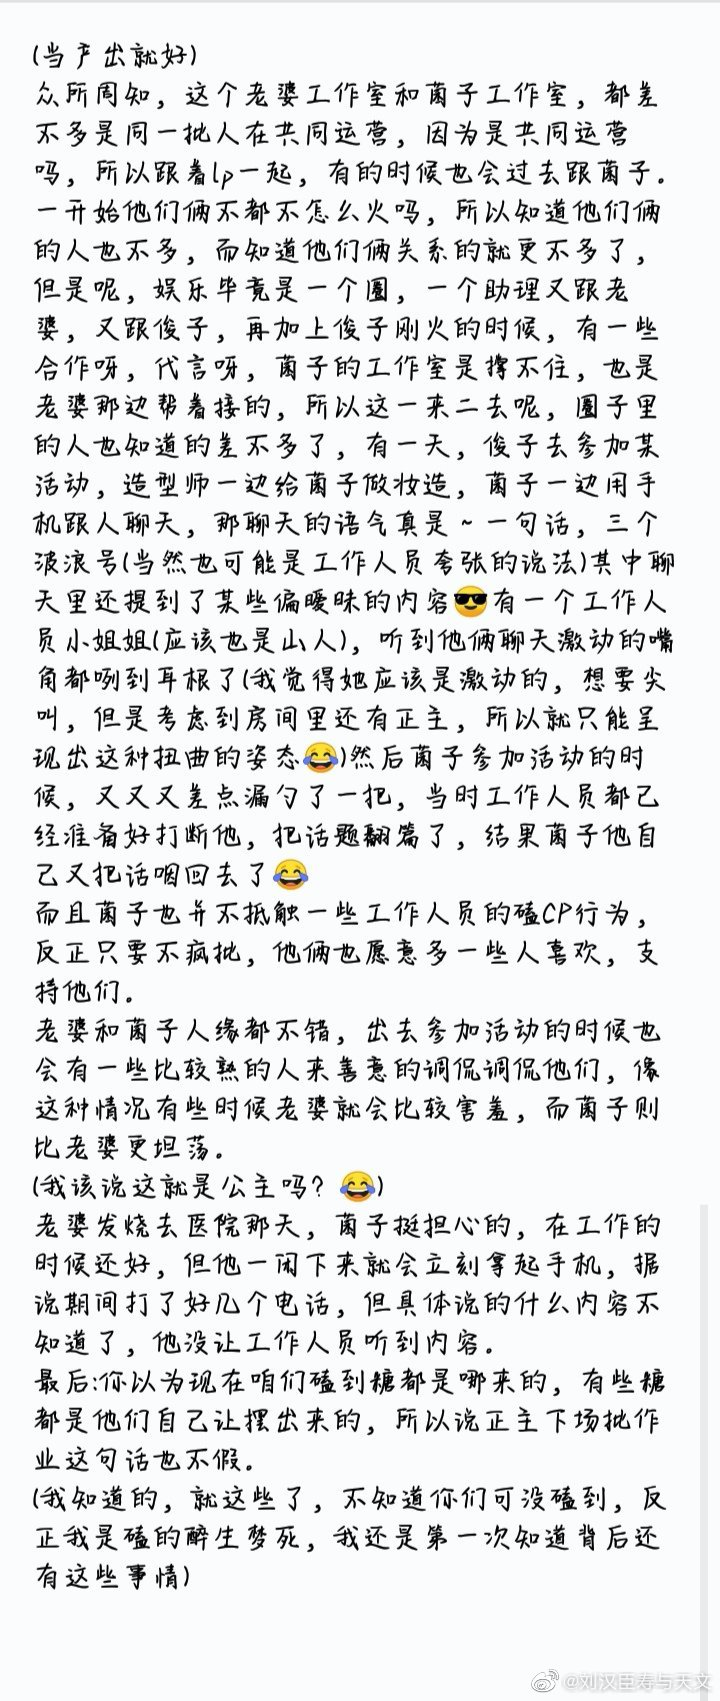 (当产出就好)
众所周知，这个老婆工作室和菌子工作室，都差
不多是同一批人在共同运营，因为是共同运营
吗，所以跟着lp一起，有的时候也会过去跟菌子.
一开始他们俩不都不怎么火吗，所以知道他们俩
的人也不多，而知道他们俩关系的就更不多了，
但是呢，娱乐毕竟是一个圈，一个助理又跟老
婆，又跟俊子，再加上俊子刚火的时候，有一些
合作呀，代言呀，菌子的工作室是撑不住，也是
老婆那边帮着接的，所以这一来二去呢，圈子里
的人也知道的差不多了，有一天，俊子去参加某
活动，造型师一边给菌子做妆造，菌子一边用手
机跟人聊天，那聊天的语气真是～一句话，三个
波浪号(当然也可能是工作人员夸张的说法)其中聊
天里还提到了某些偏暧昧的内容😎有一个工作人
员小姐姐(应该也是山人)，听到他俩聊天激动的嘴
角都咧到耳根了(我觉得她应该是激动的，想要尖
叫，但是考虑到房间里还有正主，所以就只能呈
现出这种扭曲的姿态😂)然后菌子参加活动的时
候，又又又差点漏勺了一把，当时工作人员都已
经准备好打断他，把话题翻篇了，结果菌子他自
己又把话咽回去了😂
而且菌子也并不抵触一些工作人员的磕CP行为，
反正只要不疯批，他俩也愿意多一些人喜欢，支
持他们。
老婆和菌子人缘都不错，出去参加活动的时候也
会有一些比较熟的人来善意的调侃调侃他们，像
这种情况有些时候老婆就会比较害羞，而菌子则
比老婆更坦荡。
(我该说这就是公主吗？😂)
老婆发烧去医院那天，菌子挺担心的，在工作的
时候还好，但他一闲下来就会立刻拿起手机，据
说期间打了好几个电话，但具体说的什么内容不
知道了，他没让工作人员听到内容。
最后:你以为现在咱们磕到糖都是哪来的，有些糖
都是他们自己让摆出来的，所以说正主下场批作
业这句话也不假。
(我知道的，就这些了，不知道你们可没磕到，反
正我是磕的醉生梦死，我还是第一次知道背后还
有这些事情)
@刘汉臣寿与天文